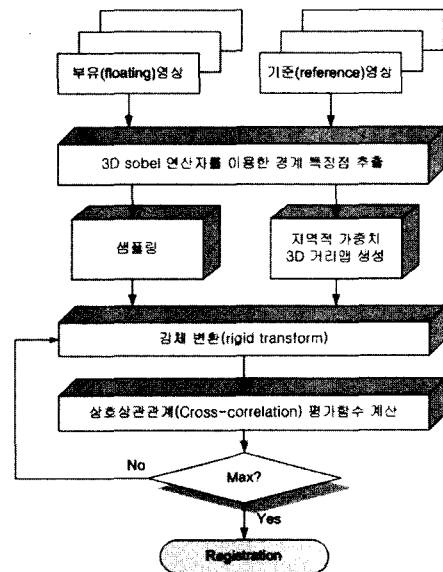 부유(floating)영상
기준(reference)영상
3D sobel 연산자를 이용한 경계 특징점 추출
샘플링
지역적 가중치
3D 거리맵 생성
강체 변환(rigid transform)
상호상관관계(Cross-correlation) 평가함수 계산
No
Max?
Yes
Registration